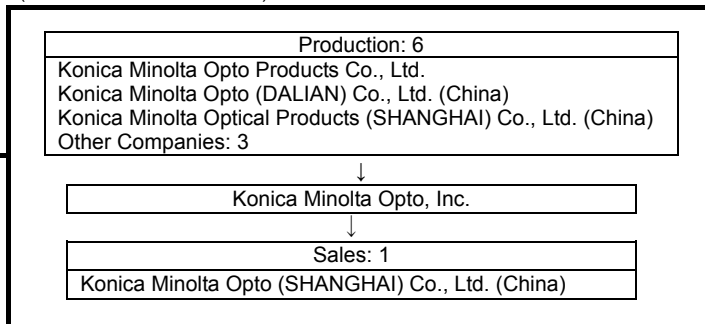 Production: 6
Konica Minolta Opto Products Co., Ltd.
Konica Minolta Opto (DALIAN) Co., Ltd. (China)
Konica Minolta Optical Products (SHANGHAI) Co., Ltd. (China)
Other Companies: 3
↓
Konica Minolta Opto, Inc.
↓
Sales: 1
Konica Minolta Opto (SHANGHAI) Co., Ltd. (China)